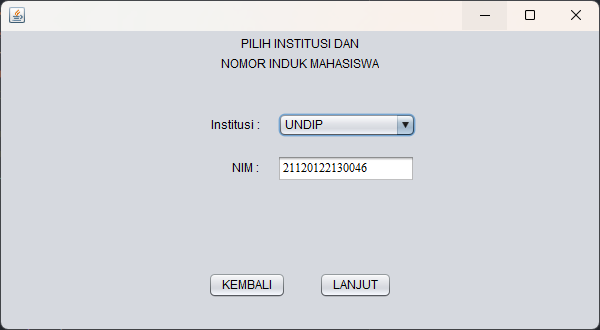 PILIH INSTITUSI DAN
NOMOR INDUK MAHASISWA
Institusi : UNDIP
NIM : 21120122130046
KEMBALI LANJUT